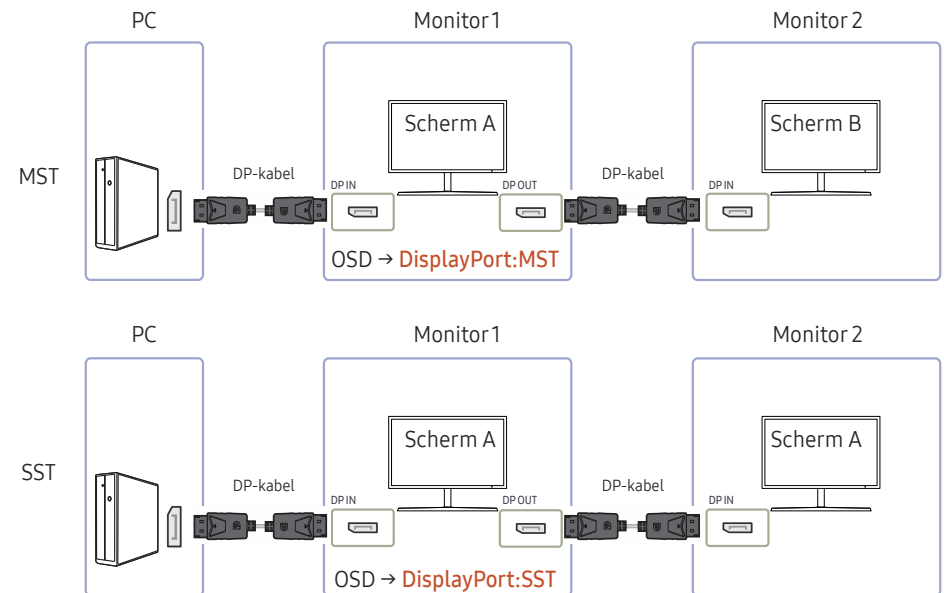 PC Monitor 1 Monitor 2
Scherm A Scherm B
MST DP-kabel DP IN DP OUT DP-kabel DP IN
OSD → DisplayPort:MST
PC Monitor 1 Monitor 2
Scherm A Scherm A
SST DP-kabel DP IN DP OUT DP-kabel DP IN
OSD → DisplayPort:SST